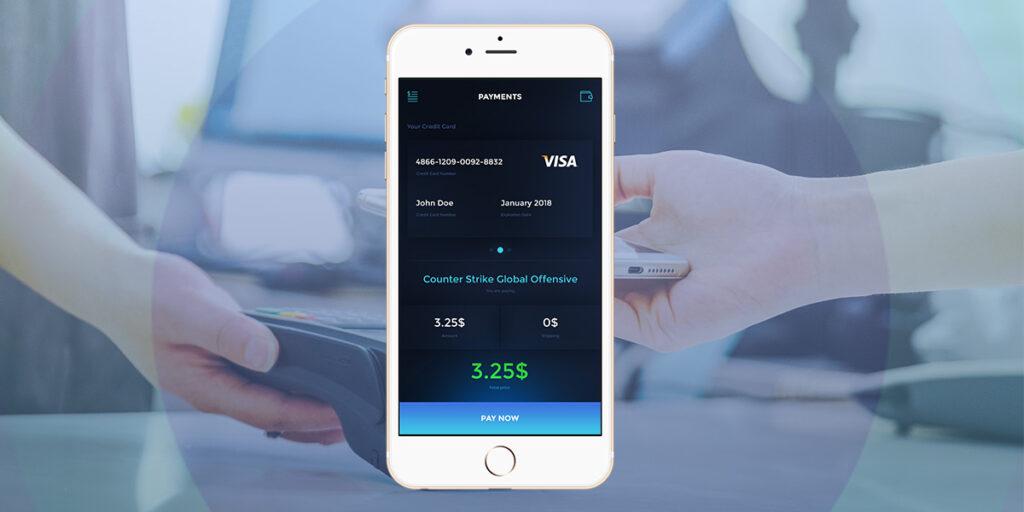 PAYMENTS
Your Credit Card
4866-1209-0092-8832
VISA
Credit Card Number
John Doe
January 2018
Credit Card Number
Expiration Date
Counter Strike Global Offensive
You are paying
3.25$
0$
Amount
Shipping
3.25$
Total price
PAY NOW